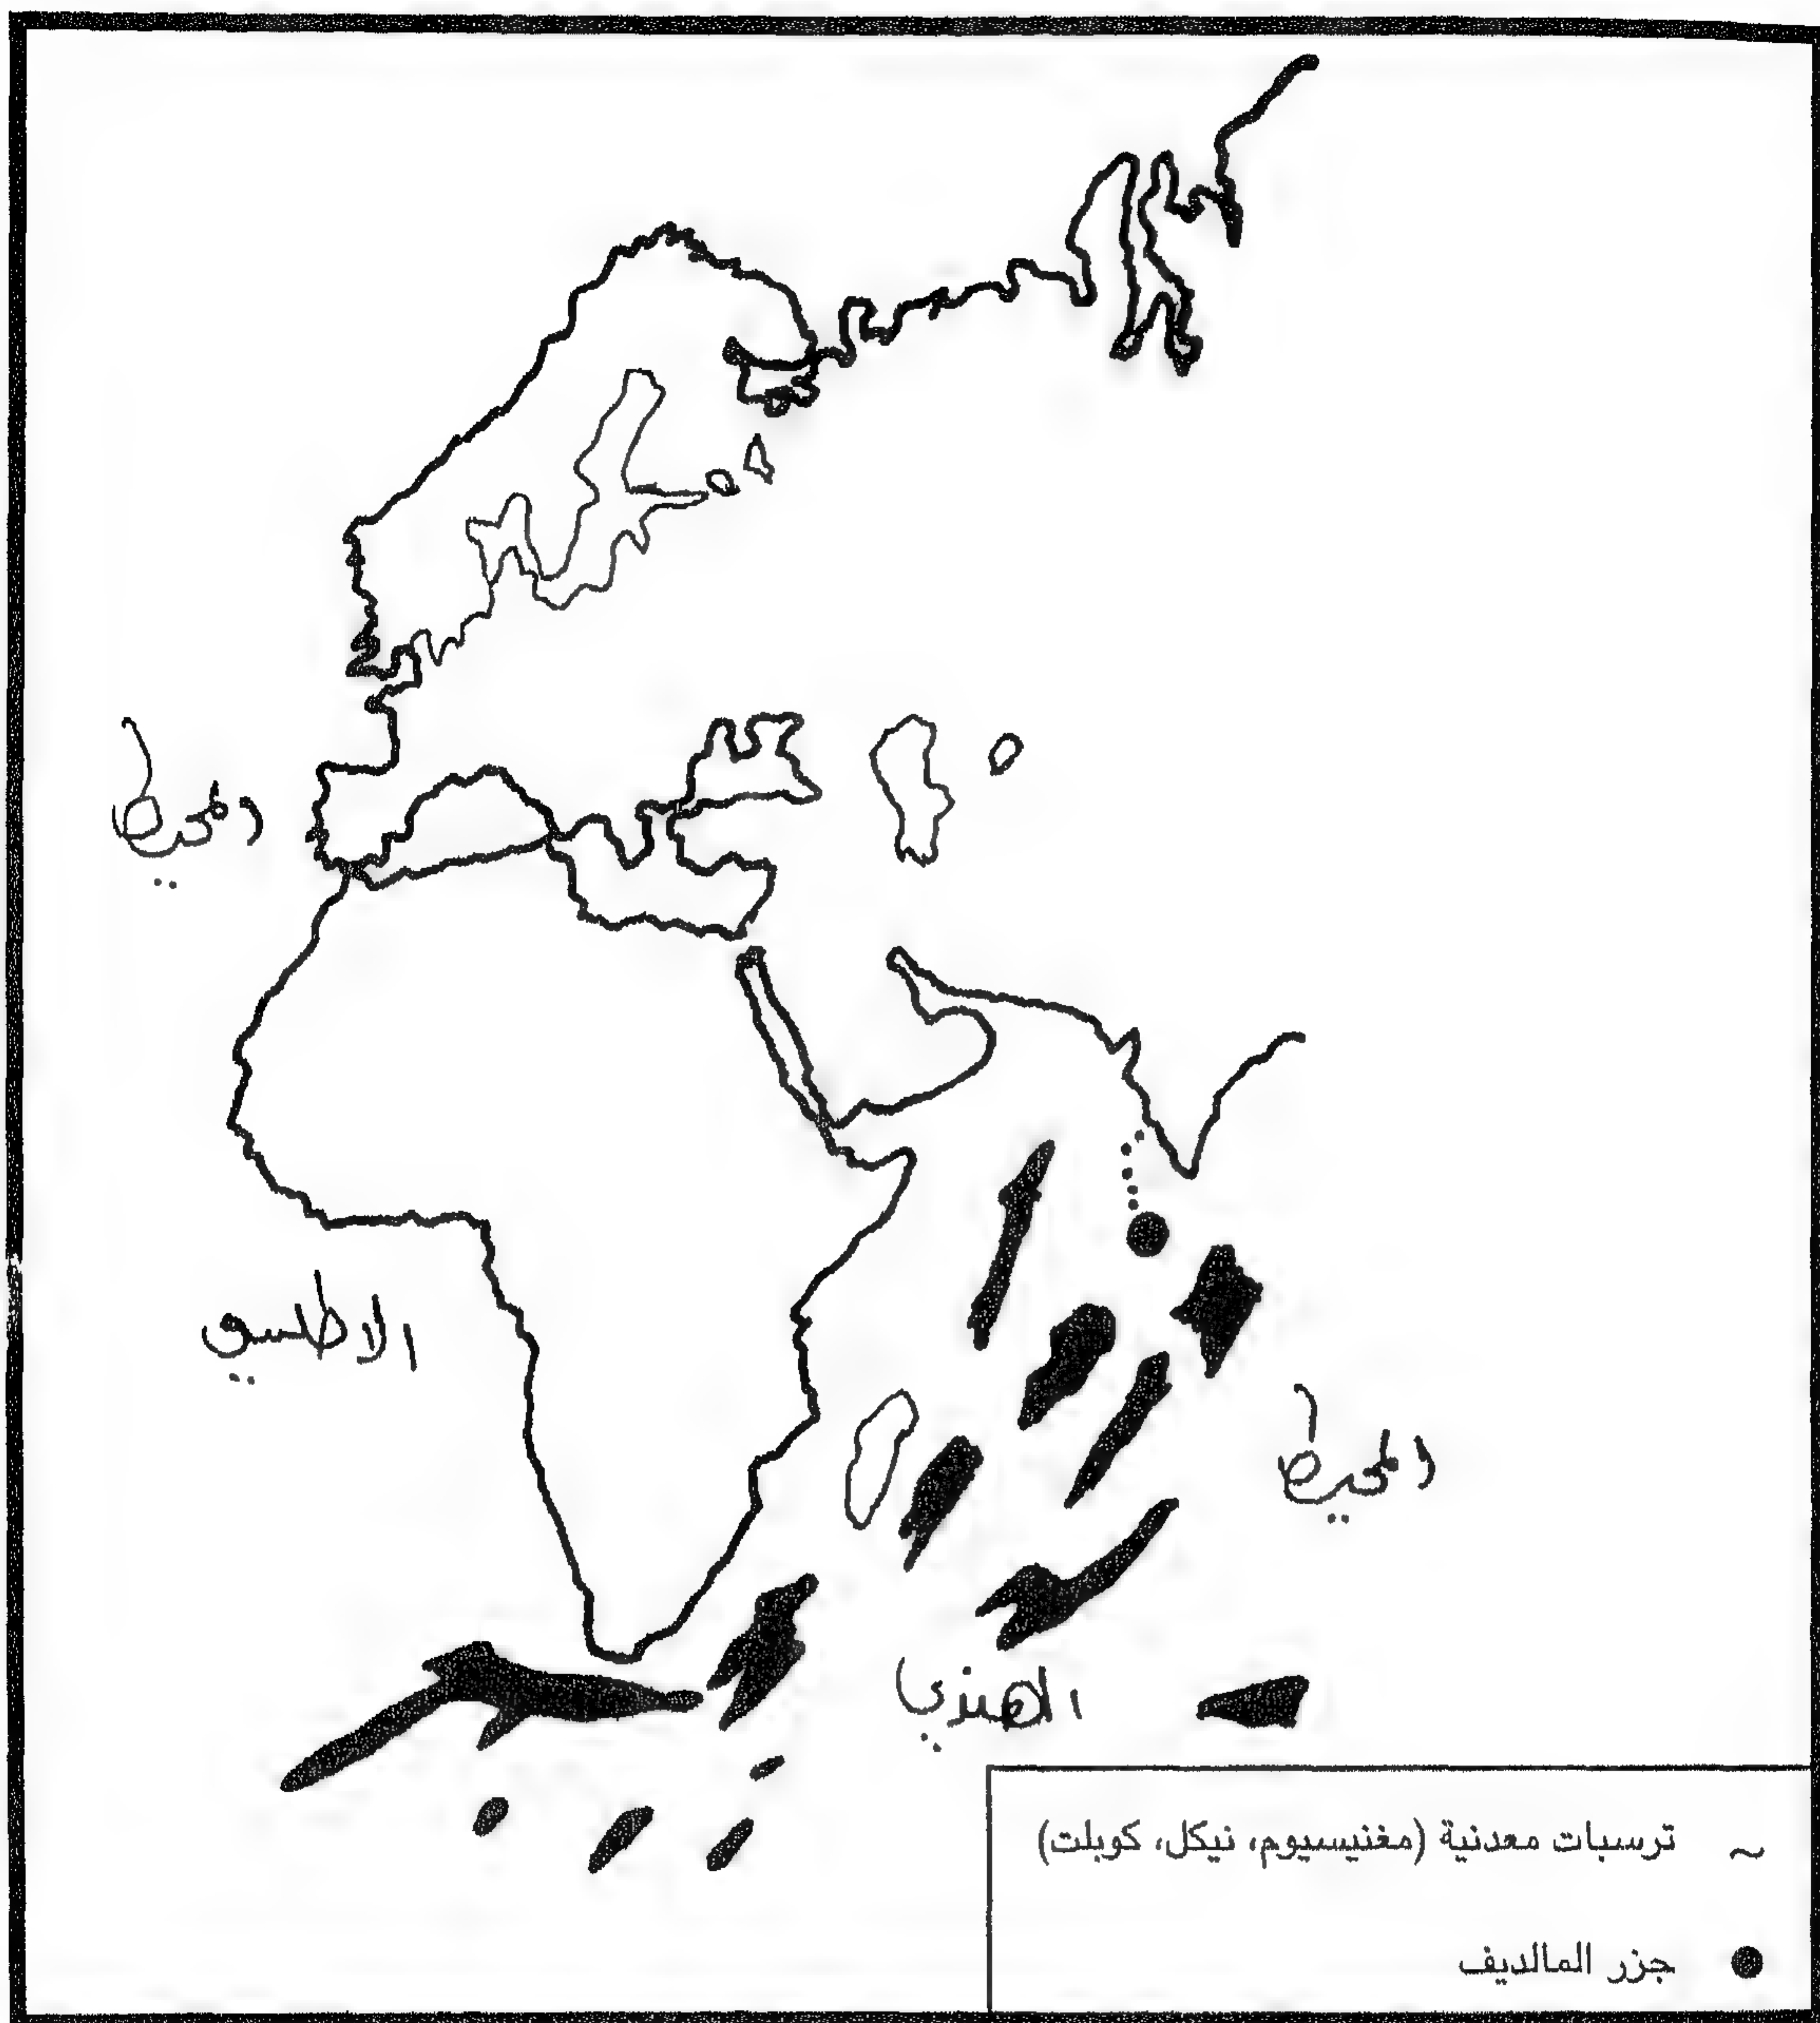 المحيط
الاطلسي
المحيط
الهندي
~ ترسبات معدنية (مغنيسيوم، نيكل، كوبلت)
● جزر المالديف